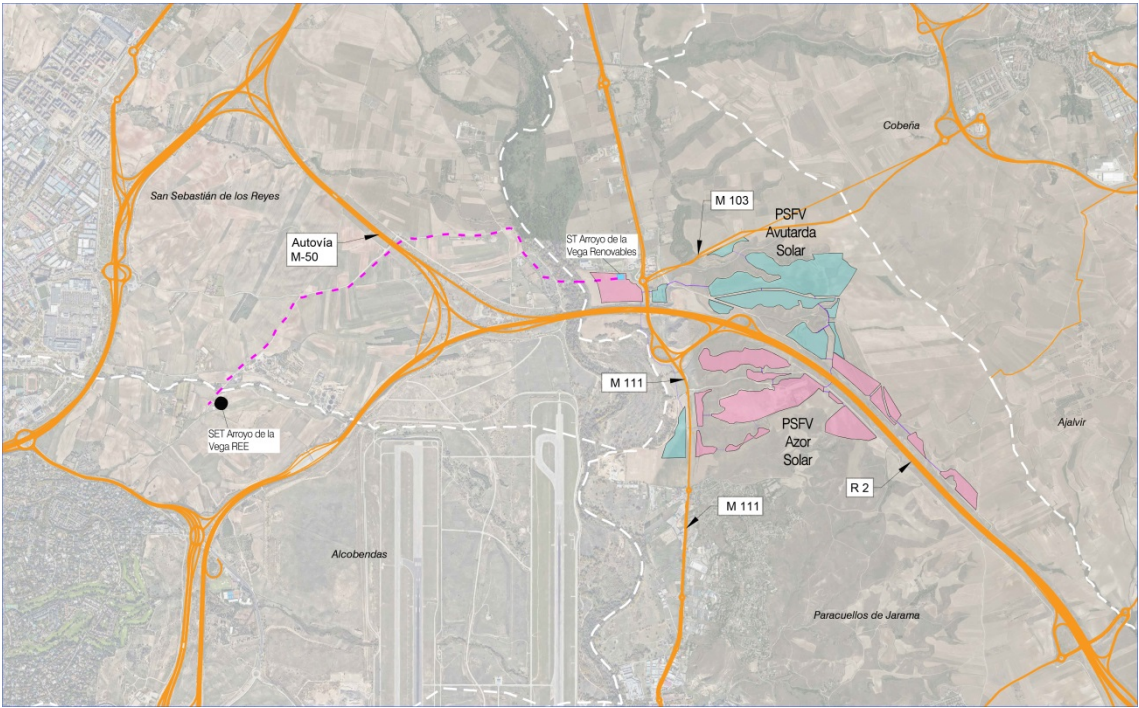 Cobeña
San Sebastián de los Reyes
M 103
PSFV
Avutarda
Solar
Autovía
M-50
ST Arroyo de la
Vega Renovables
M 111
Ajalvír
SET Arroyo de la
Vega REE
PSFV
Azor
Solar
R 2
M 111
Alcobendas
Paracuellos de Jarama